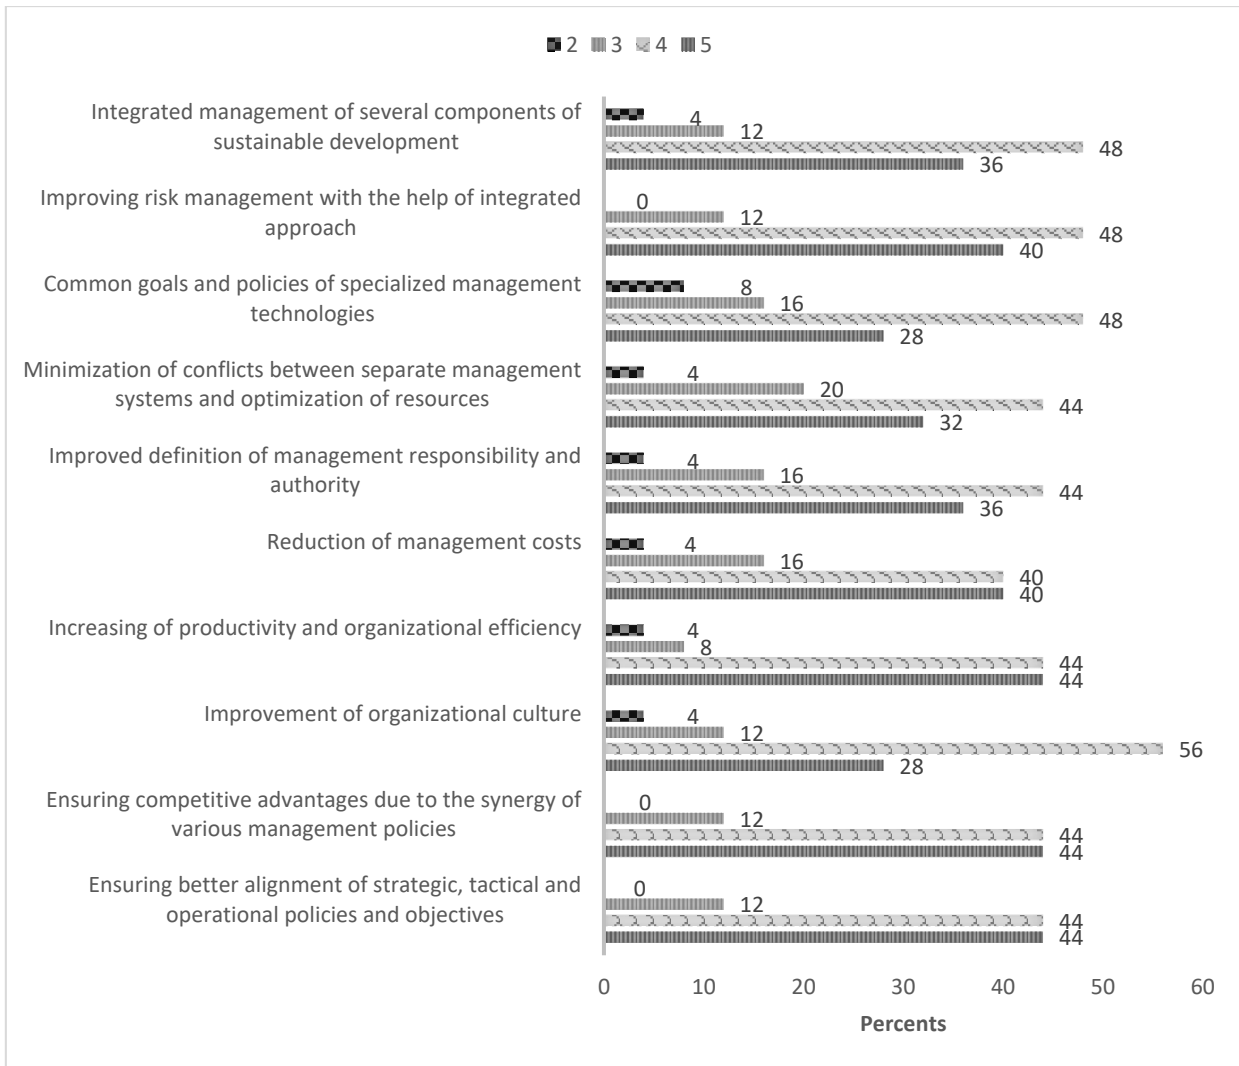 2 3 4 5
Integrated management of several components of
sustainable development
4
12
48
36
Improving risk management with the help of integrated
approach
0
12
48
40
Common goals and policies of specialized management
technologies
8
16
48
28
Minimization of conflicts between separate management
systems and optimization of resources
4
20
44
32
Improved definition of management responsibility and
authority
4
16
44
36
Reduction of management costs
4
16
40
40
Increasing of productivity and organizational efficiency
4
8
44
44
Improvement of organizational culture
4
12
56
28
Ensuring competitive advantages due to the synergy of
various management policies
0
12
44
44
Ensuring better alignment of strategic, tactical and
operational policies and objectives
0
12
44
44
0 10 20 30 40 50 60
Percents